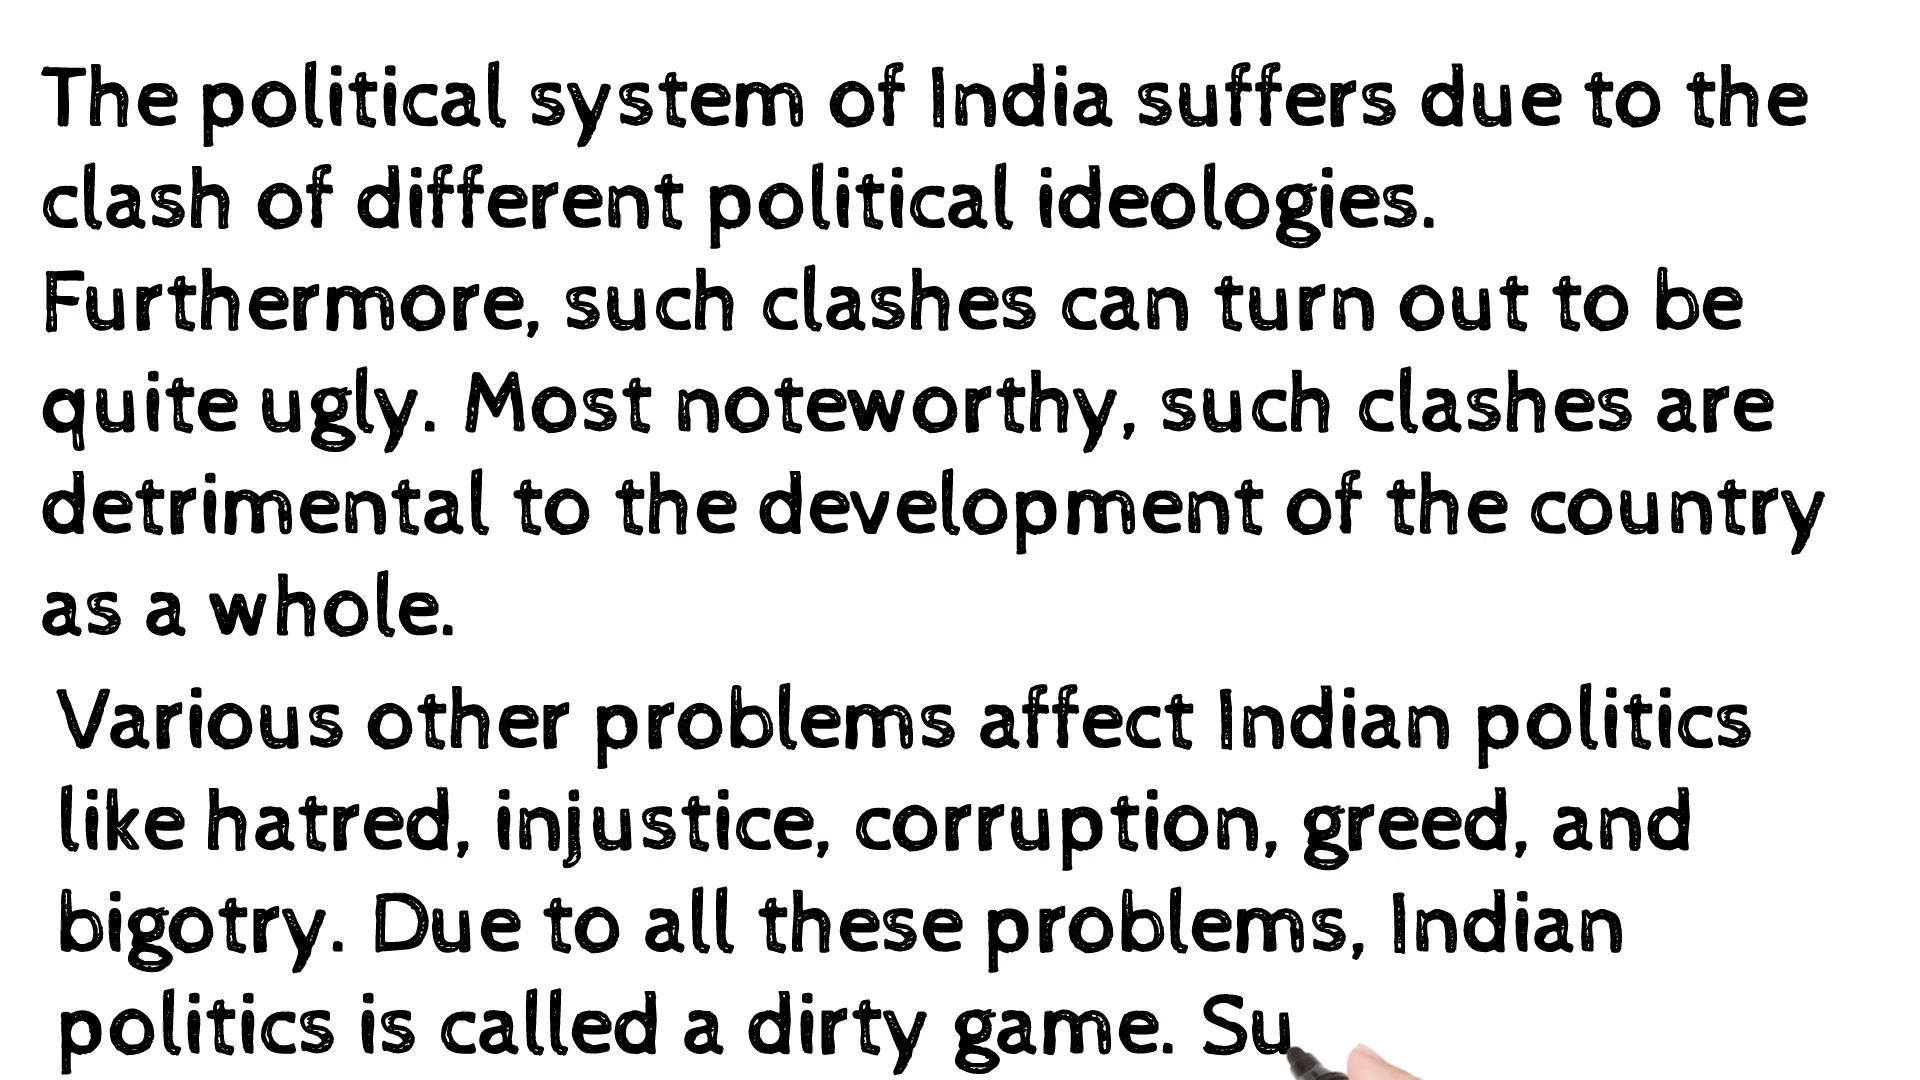 The political system of India suffers due to the
clash of different political ideologies.
Furthermore, such clashes can turn out to be
quite ugly. Most noteworthy, such clashes are
detrimental to the development of the country
as a whole.
Various other problems affect Indian politics
like hatred, injustice, corruption, greed, and
bigotry. Due to all these problems, Indian
politics is called a dirty game. Su